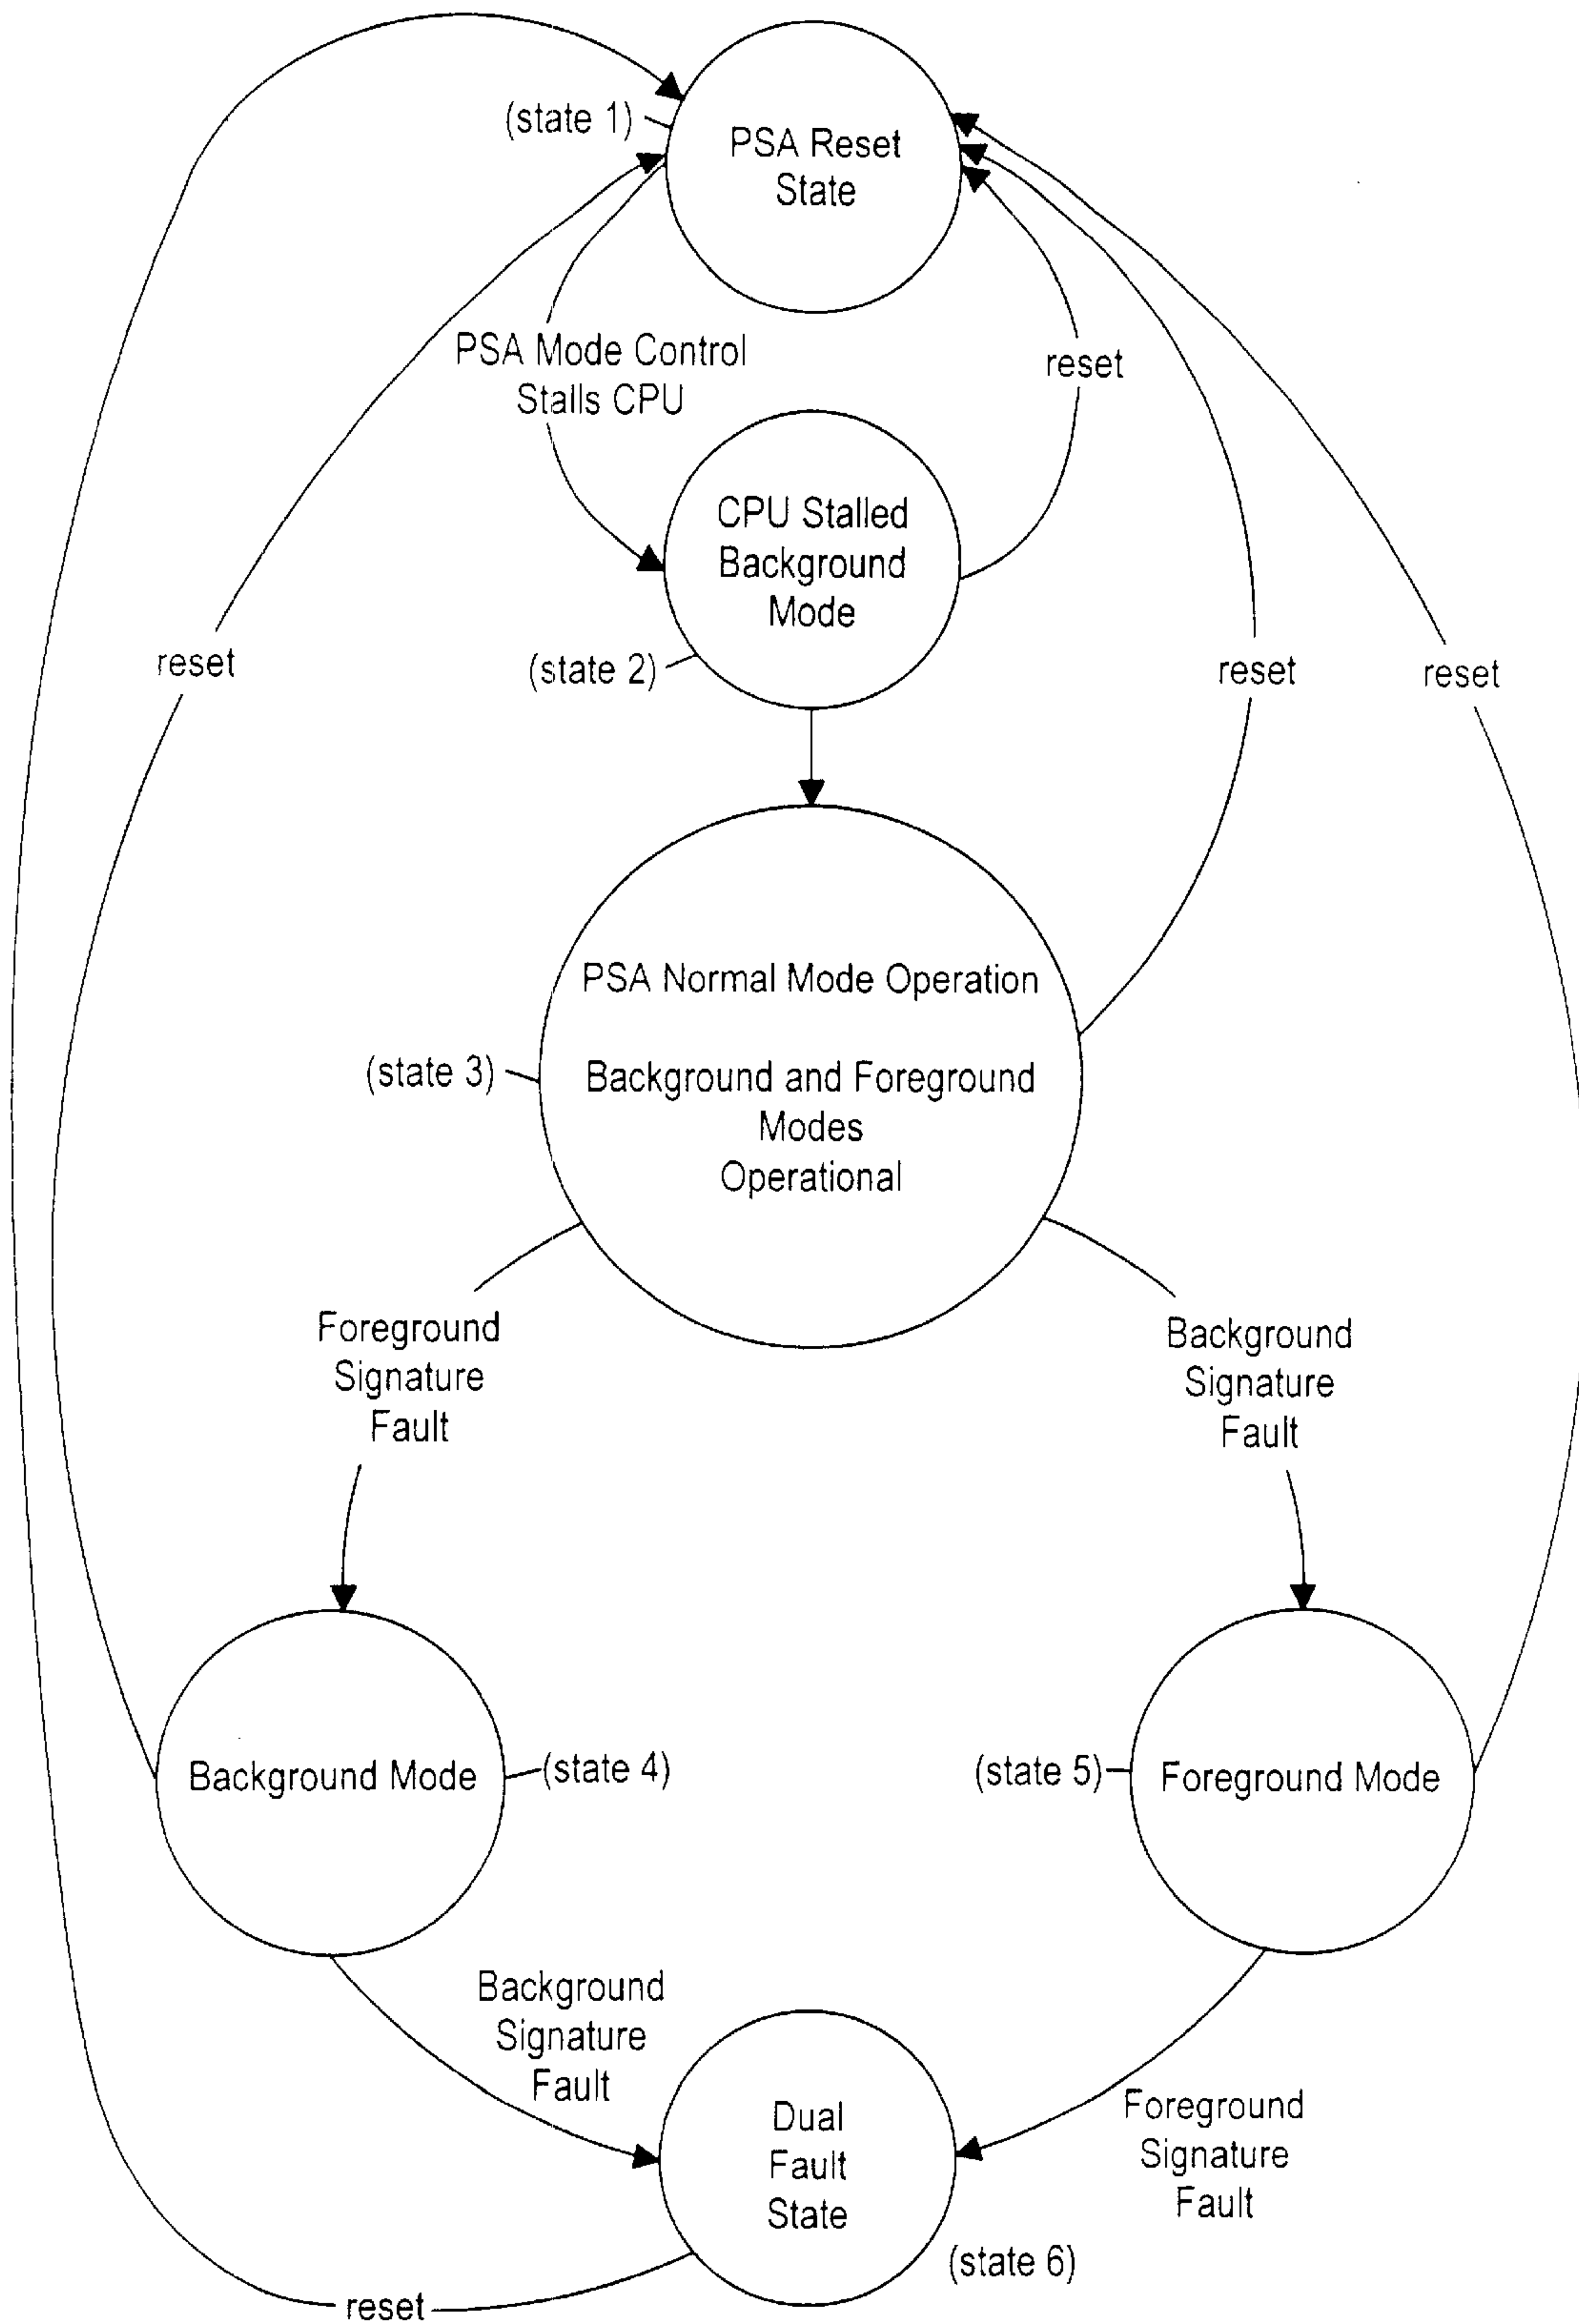 (state 1)
PSA Reset
State
PSA Mode Control
Stalls CPU
reset
CPU Stalled
Background
Mode
(state 2)
reset
reset
reset
PSA Normal Mode Operation
Background and Foreground
Modes
Operational
(state 3)
Foreground
Signature
Fault
Background
Signature
Fault
Background Mode
(state 4)
(state 5)
Foreground Mode
Background
Signature
Fault
Dual
Fault
State
Foreground
Signature
Fault
(state 6)
reset